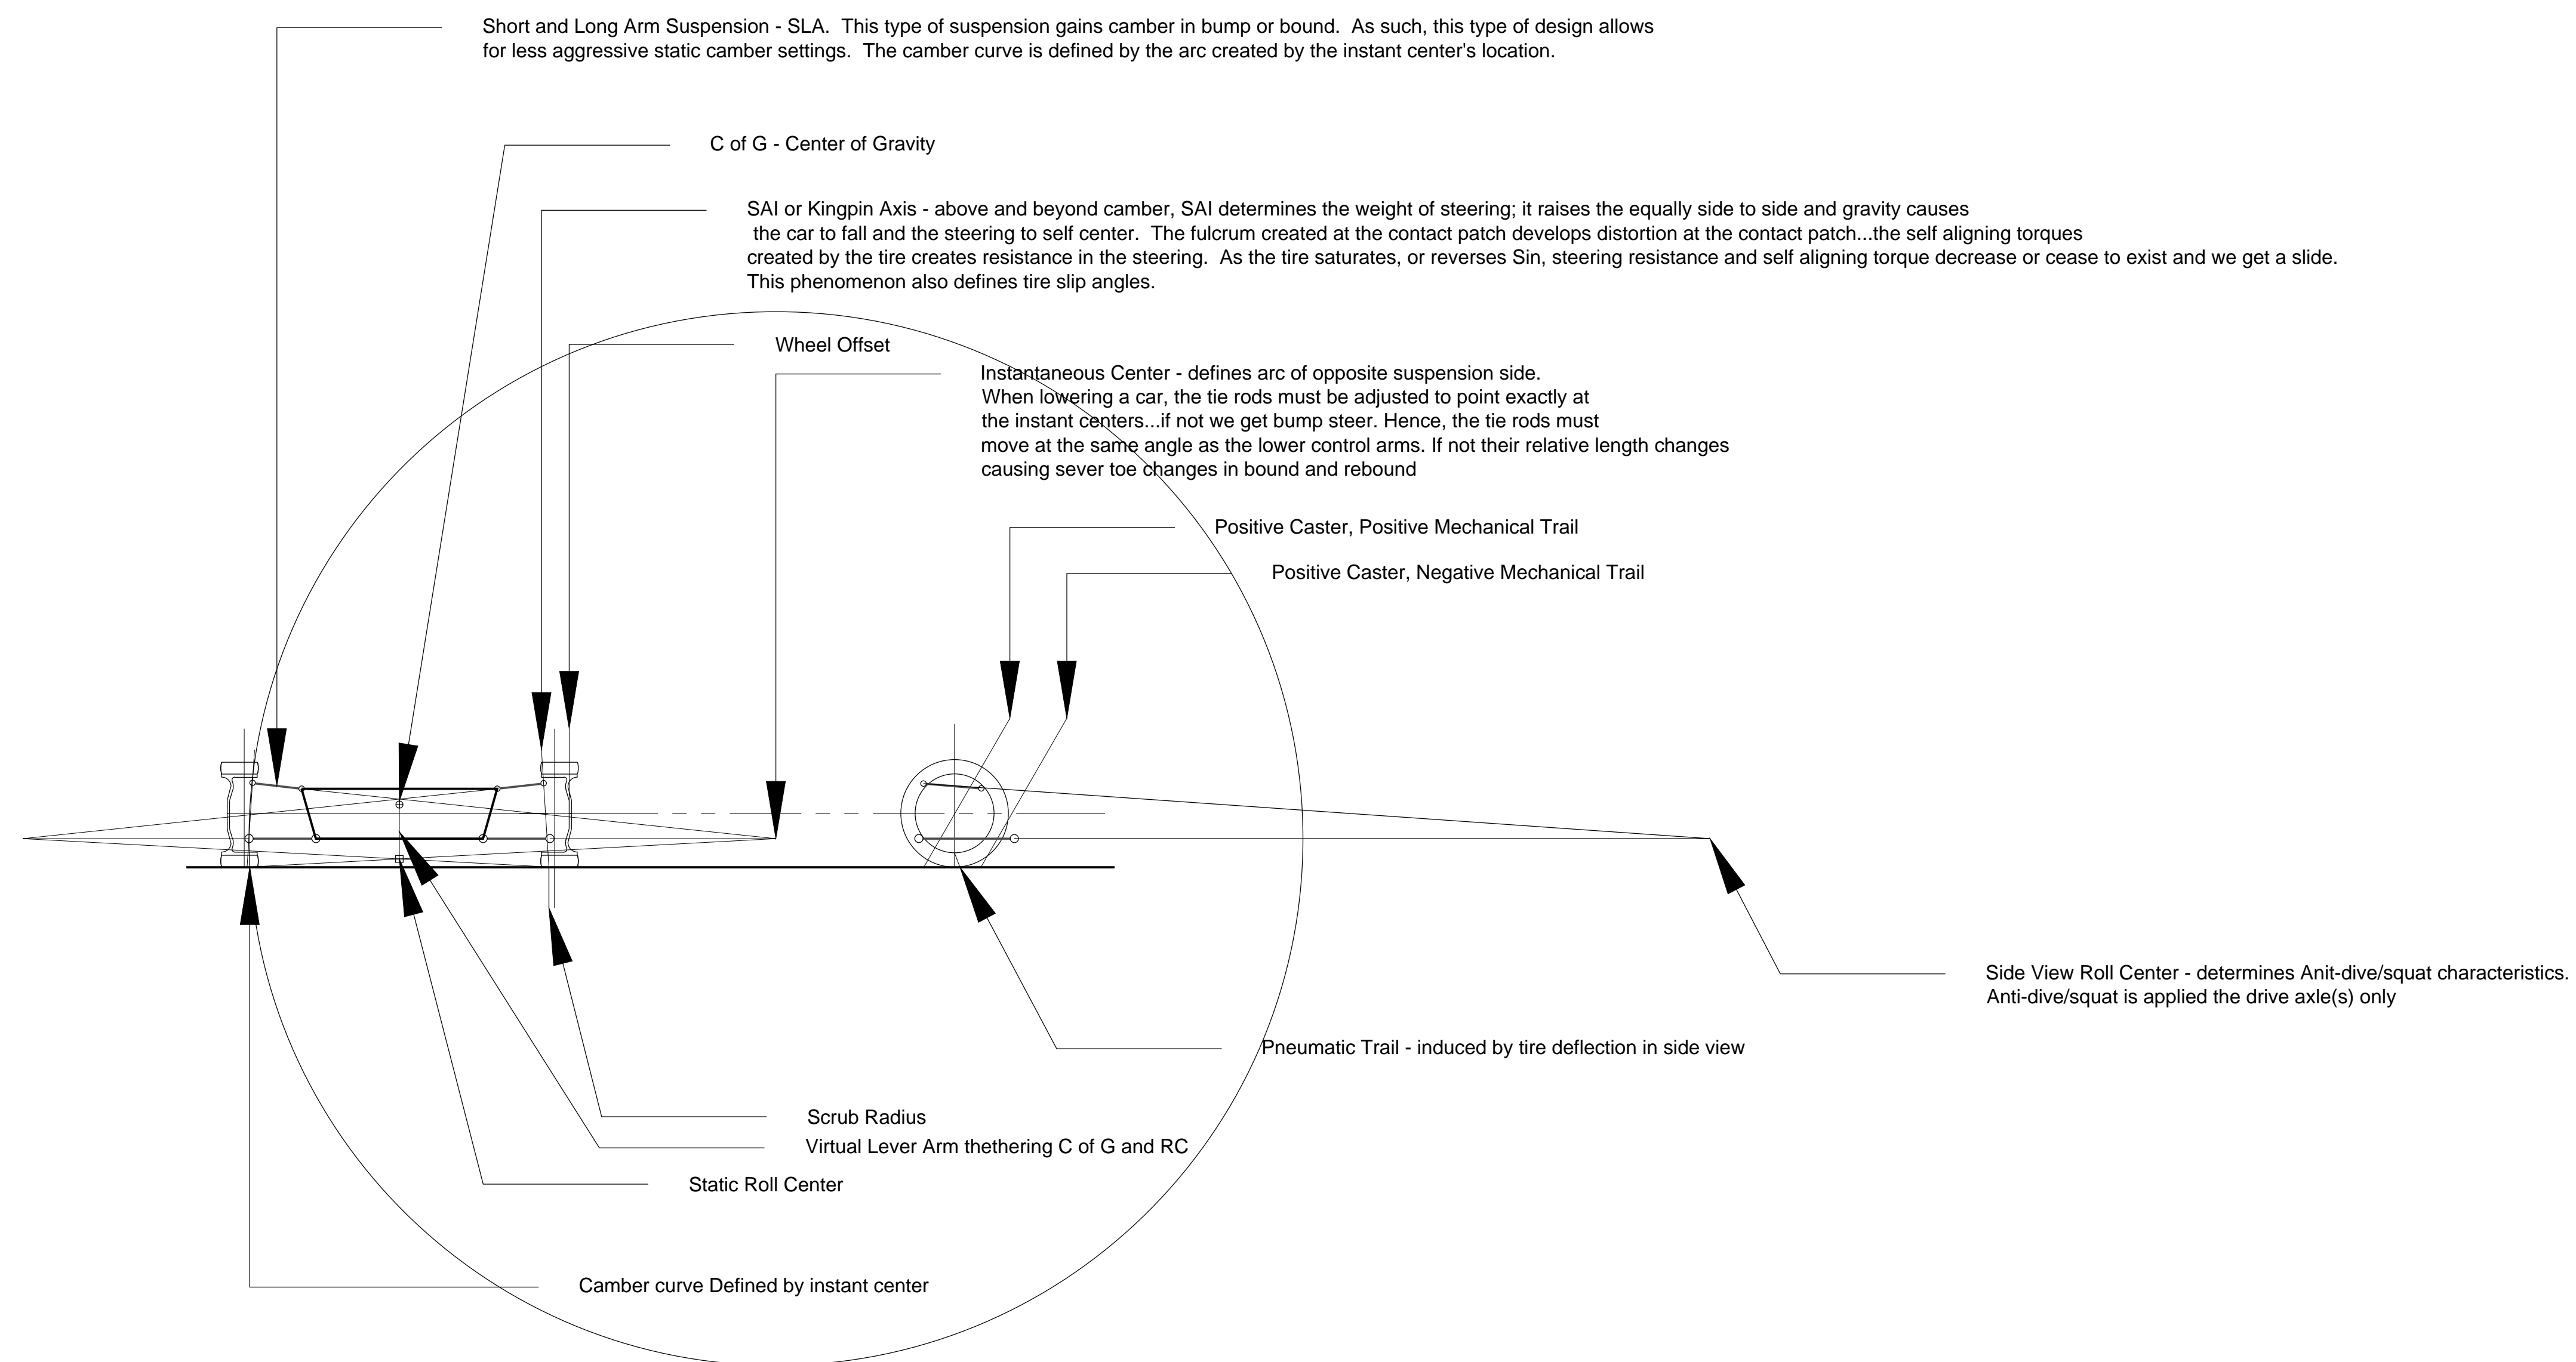 Short and Long Arm Suspension - SLA.  This type of suspension gains camber in bump or bound.  As such, this type of design allows
for less aggressive static camber settings.  The camber curve is defined by the arc created by the instant center's location.
C of G - Center of Gravity
SAI or Kingpin Axis - above and beyond camber, SAI determines the weight of steering; it raises the equally side to side and gravity causes
the car to fall and the steering to self center.  The fulcrum created at the contact patch develops distortion at the contact patch...the self aligning torques
created by the tire creates resistance in the steering.  As the tire saturates, or reverses Sin, steering resistance and self aligning torque decrease or cease to exist and we get a slide.
This phenomenon also defines tire slip angles.
Wheel Offset
Instantaneous Center - defines arc of opposite suspension side.
When lowering a car, the tie rods must be adjusted to point exactly at
the instant centers...if not we get bump steer. Hence, the tie rods must
move at the same angle as the lower control arms. If not their relative length changes
causing sever toe changes in bound and rebound
Positive Caster, Positive Mechanical Trail
Positive Caster, Negative Mechanical Trail
Side View Roll Center - determines Anit-dive/squat characteristics.
Anti-dive/squat is applied the drive axle(s) only
Pneumatic Trail - induced by tire deflection in side view
Scrub Radius
Virtual Lever Arm thethering C of G and RC
Static Roll Center
Camber curve Defined by instant center